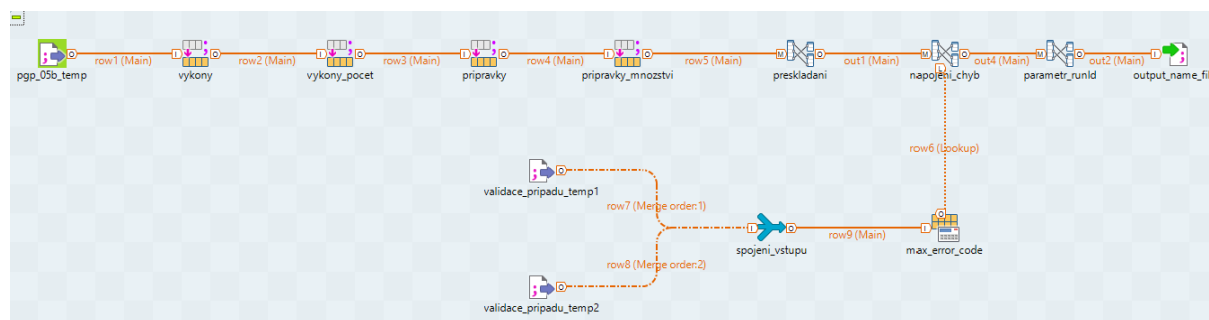 row1 (Main)
row2 (Main)
row3 (Main)
row4 (Main)
row5 (Main)
out1 (Main)
out4 (Main)
out2 (Main)
pgp_05b_temp
vykony
vykony_pocet
pripravky
pripravky_mnozstvi
preskladani
napojeni_chyb
parametr_runId
output_name_fil
row6 (Lookup)
validace_pripadu_temp1
row7 (Merge order:1)
row9 (Main)
spojeni_vstupu
max_error_code
row8 (Merge order:2)
validace_pripadu_temp2